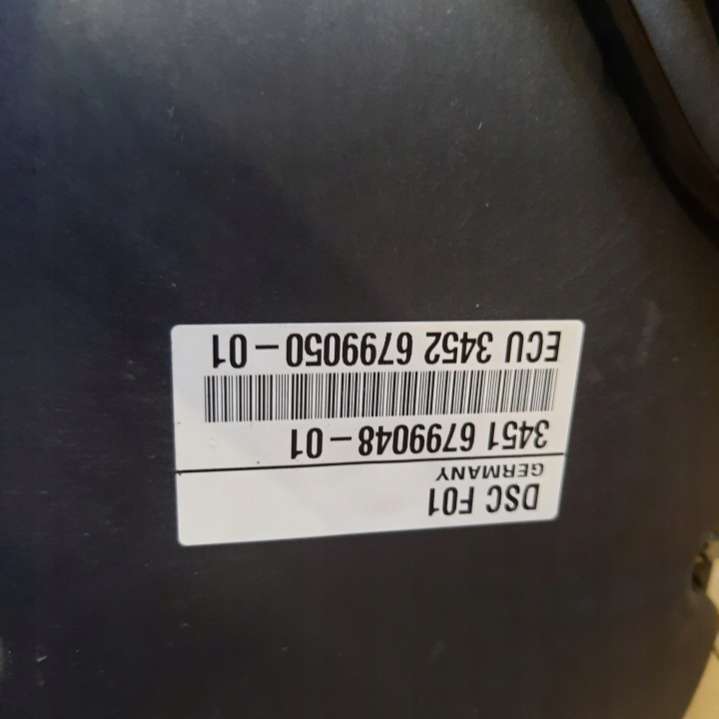 DSC F01
GERMANY
3451 6799048-01
ECU 3452 6799050-01